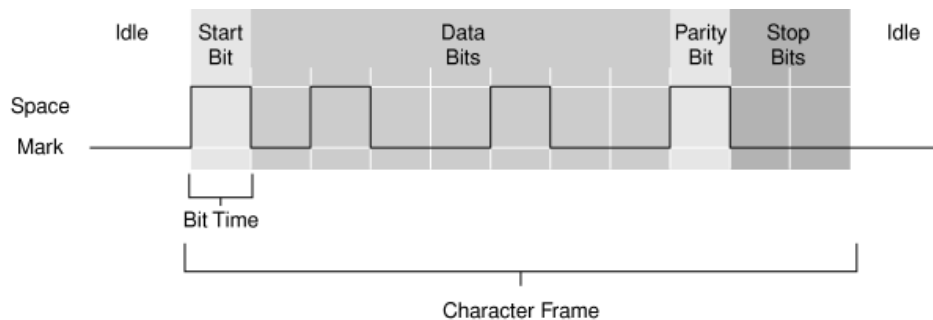 Idle
Start
Bit
Data
Bits
Parity
Bit
Stop
Bits
Idle
Space
Mark
Bit Time
Character Frame